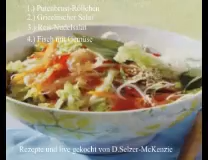 1.) Putenbrust-Röllchen
2.) Griechischer Salat
3.) Reis-Nudelsalat
4.) Fisch mit Gemüse
Rezepte und live gekocht von D.Selzer-McKenzie